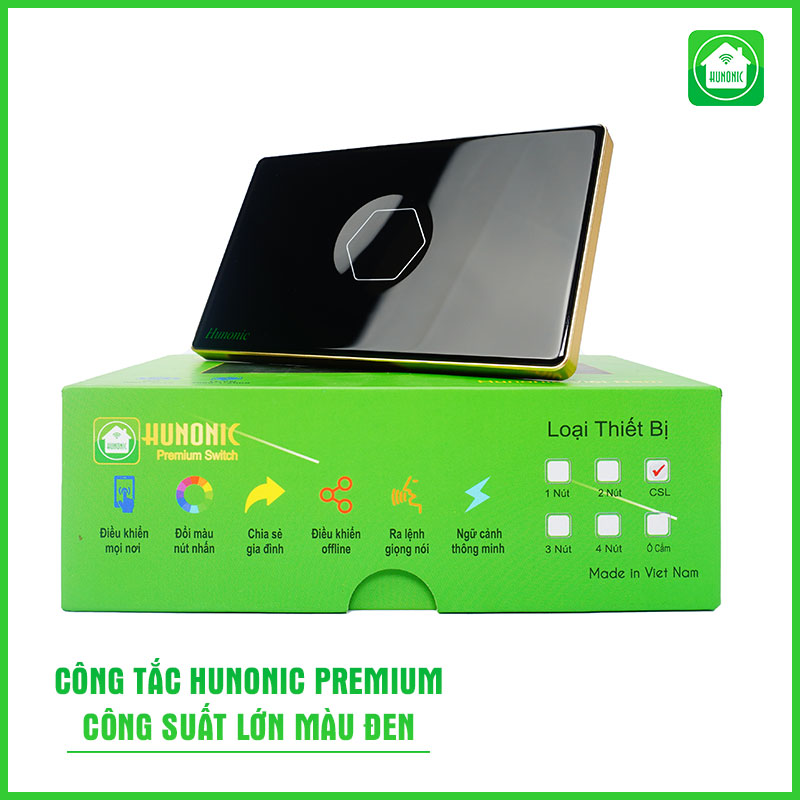 HUNONIC
Hunonic
HUNONIC
HUNONIC
Premium Switch
Loại Thiết Bị
Điều khiển
mọi nơi
Đổi màu
nút nhấn
Chia sẻ
gia đình
Điều khiển
offline
Ra lệnh
giọng nói
Ngữ cảnh
thông minh
1 Nút
2 Nút
CSL
3 Nút
4 Nút
Ổ Cắm
Made in Viet Nam
CÔNG TẮC HUNONIC PREMIUM
CÔNG SUẤT LỚN MÀU ĐEN